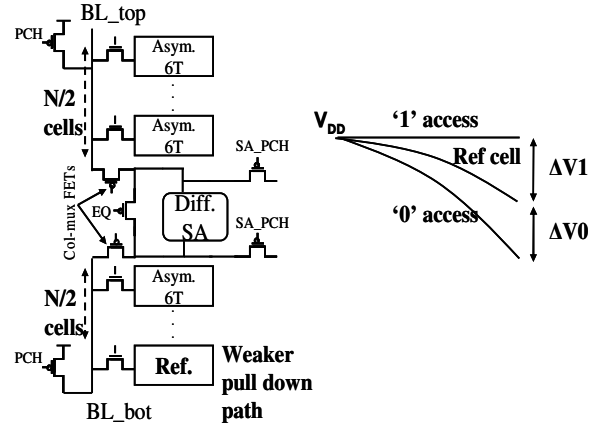 BL_top
PCH
Asym.
6T
N/2
cells
Asym.
6T
SA_PCH
Col-mux FETs
EQ
Diff.
SA
SA_PCH
N/2
cells
Asym.
6T
PCH
Ref.
Weaker
pull down
path
BL_bot
VDD
'1' access
Ref cell
'0' access
ΔV1
ΔV0